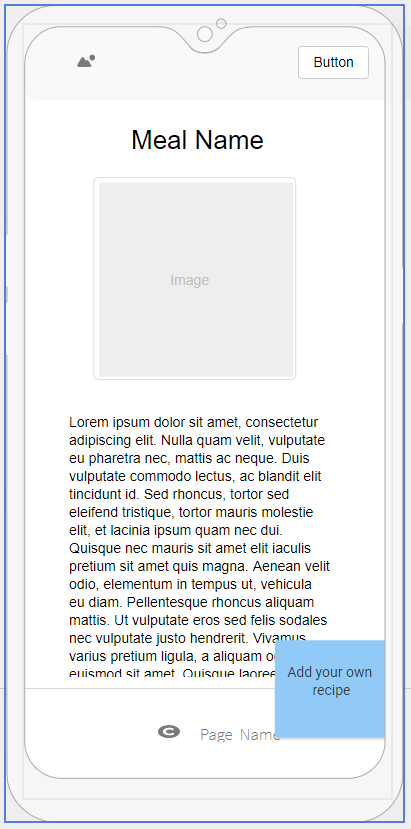 Button
Meal Name
Image
Lorem ipsum dolor sit amet, consectetur
adipiscing elit. Nulla quam velit, vulputate
eu pharetra nec, mattis ac neque. Duis
vulputate commodo lectus, ac blandit elit
tincidunt id. Sed rhoncus, tortor sed
eleifend tristique, tortor mauris molestie
elit, et lacinia ipsum quam nec dui.
Quisque nec mauris sit amet elit iaculis
pretium sit amet quis magna. Aenean velit
odio, elementum in tempus ut, vehicula
eu diam. Pellentesque rhoncus aliquam
mattis. Ut vulputate eros sed felis sodales
nec vulputate justo hendrerit. Vivamus
varius pretium ligula, a aliquam
euismod sit amet. Quisque
Add your own
recipe
Page Name